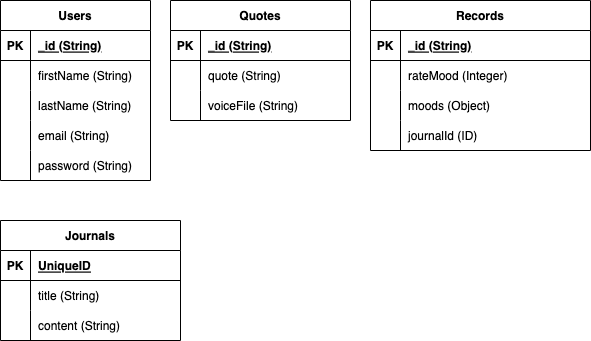 Users
PK _id (String)
firstName (String)
lastName (String)
email (String)
password (String)
Quotes
PK _id (String)
quote (String)
voiceFile (String)
Records
PK _id (String)
rateMood (Integer)
moods (Object)
journalId (ID)
Journals
PK UniqueID
title (String)
content (String)